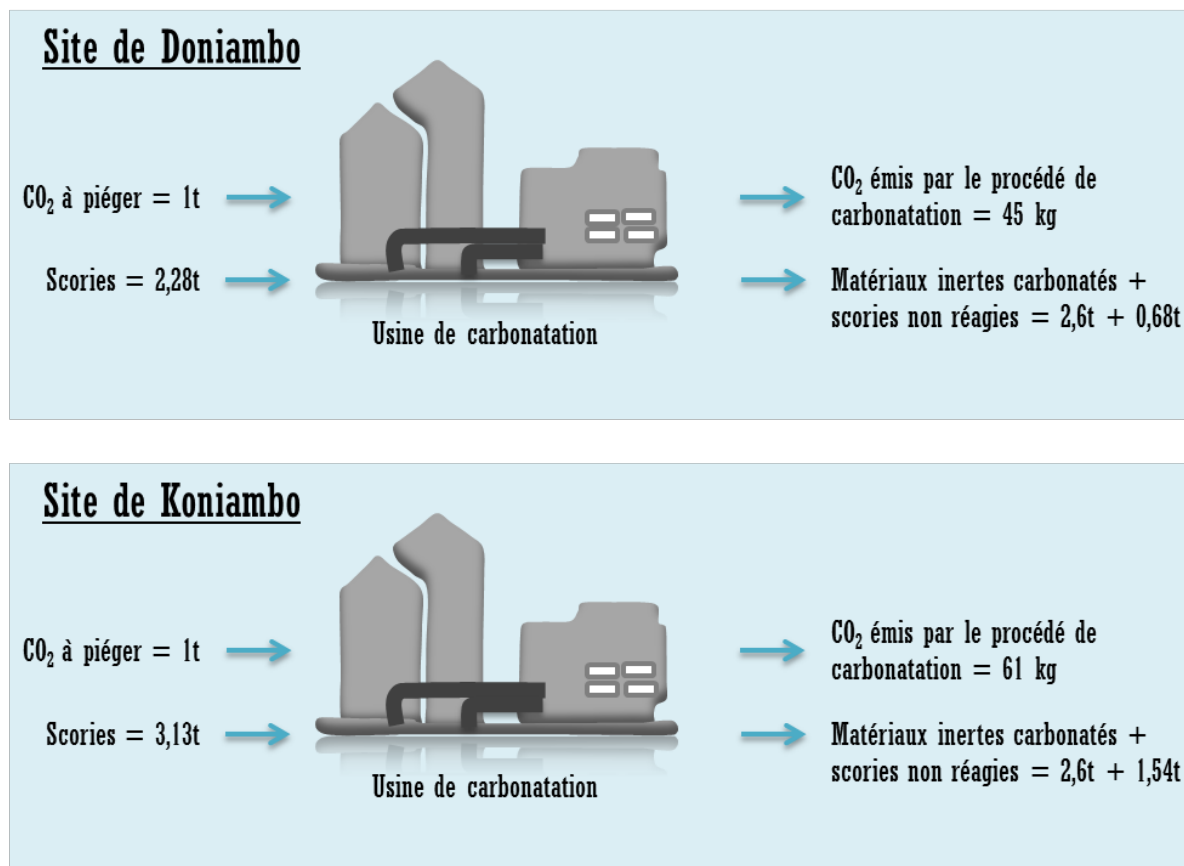 Site de Doniambo
CO₂ à piéger = 1t
Scories = 2,28t
Usine de carbonatation
CO₂ émis par le procédé de
carbonatation = 45 kg
Matériaux inertes carbonatés +
scories non réagies = 2,6t + 0,68t
Site de Koniambo
CO₂ à piéger = 1t
Scories = 3,13t
Usine de carbonatation
CO₂ émis par le procédé de
carbonatation = 61 kg
Matériaux inertes carbonatés +
scories non réagies = 2,6t + 1,54t